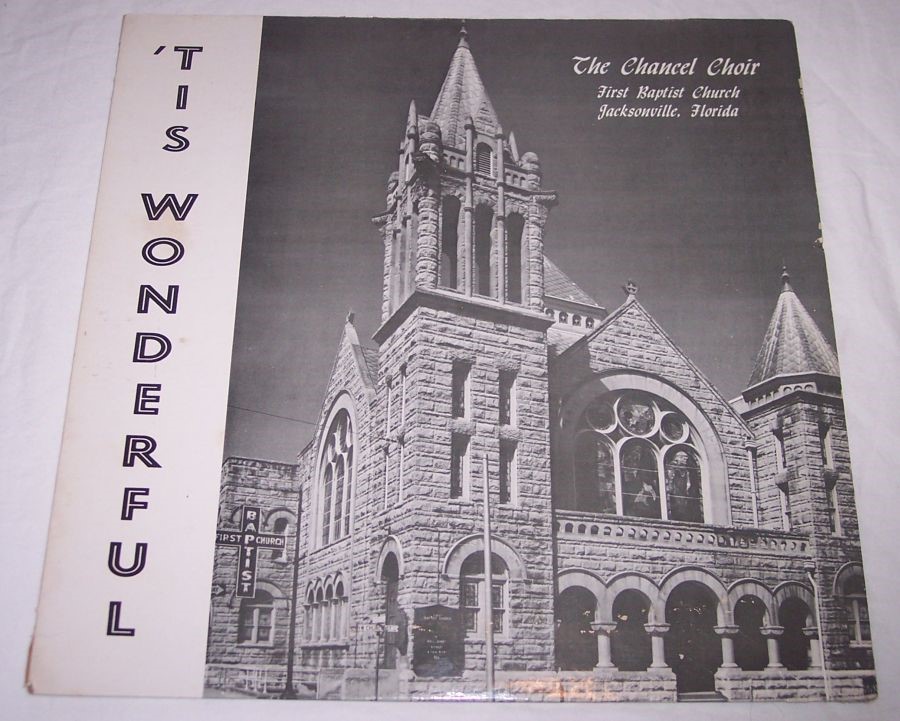 'TIS WONDERFUL
The Chancel Choir
First Baptist Church
Jacksonville, Florida
BAPTIST
FIRST CHURCH